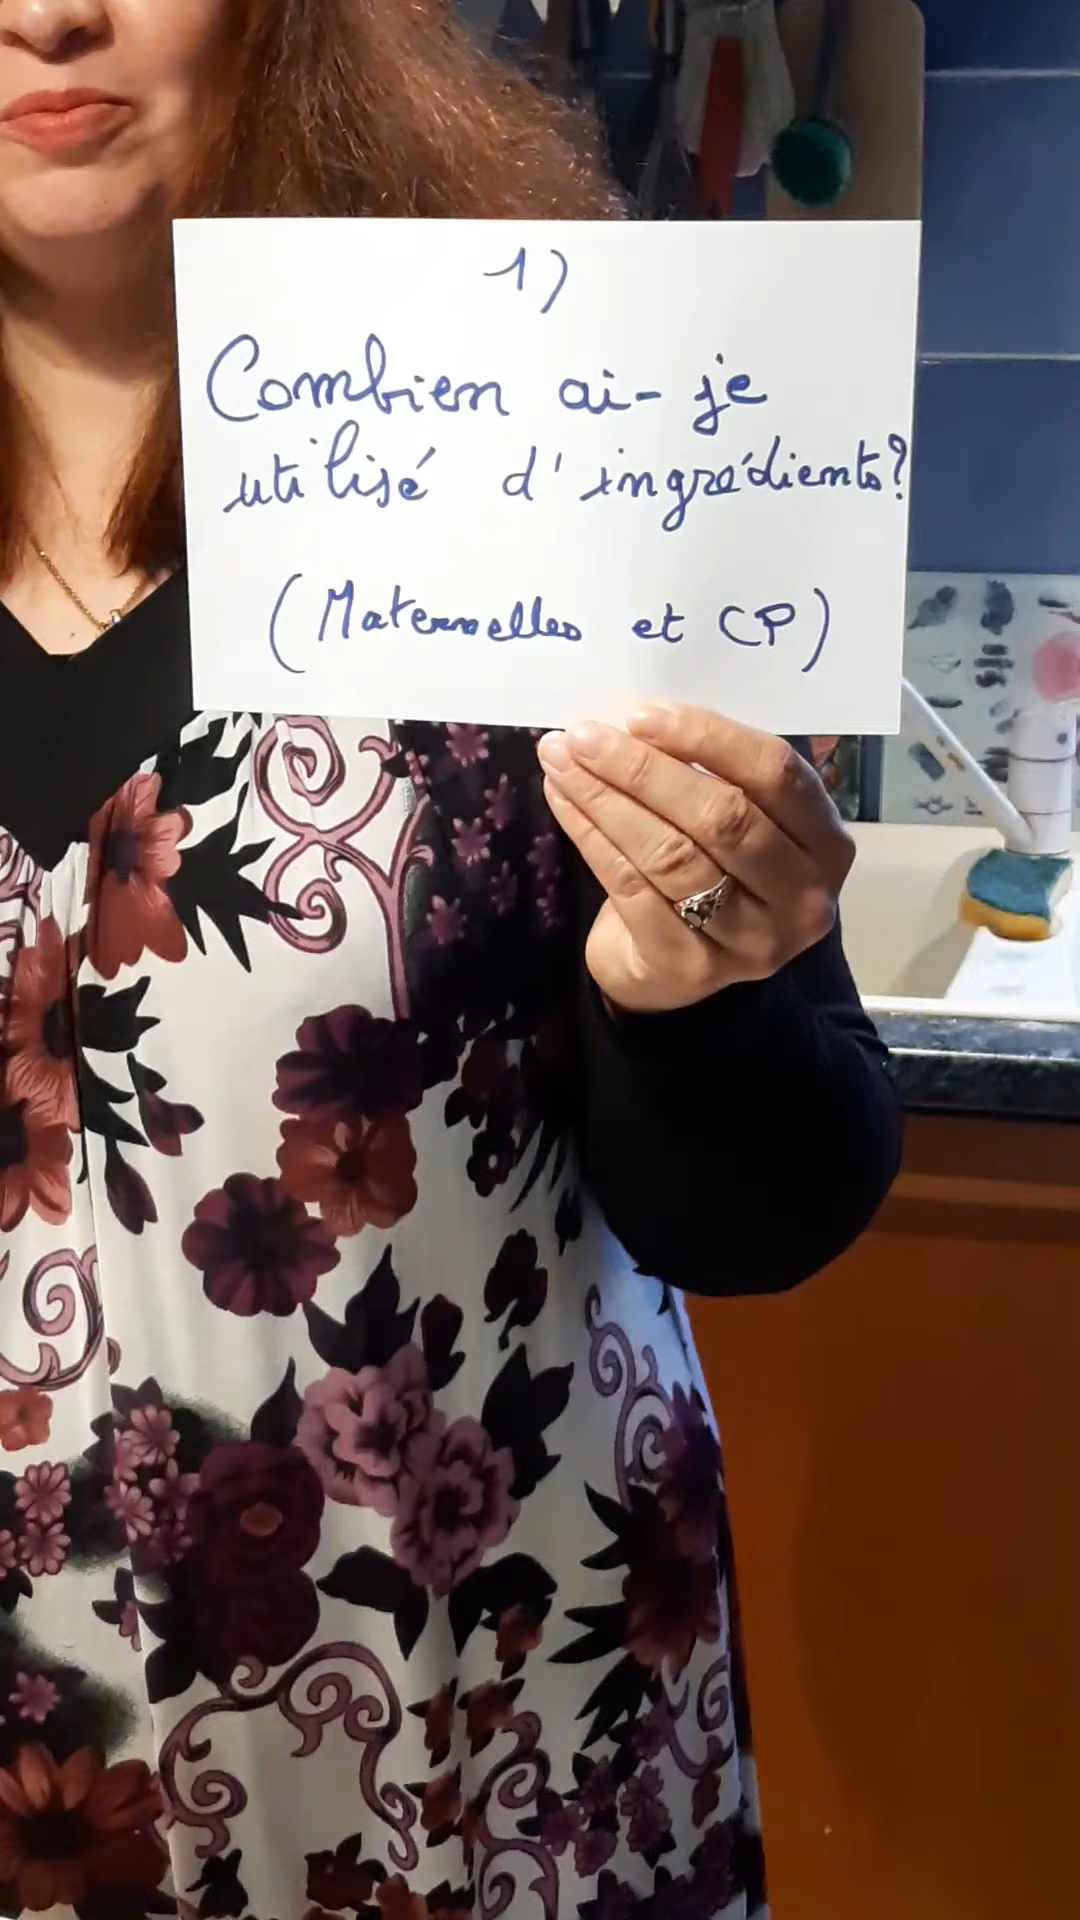 1)
Combien ai-je
utilisé d'ingrédients?
(Maternelles et CP)